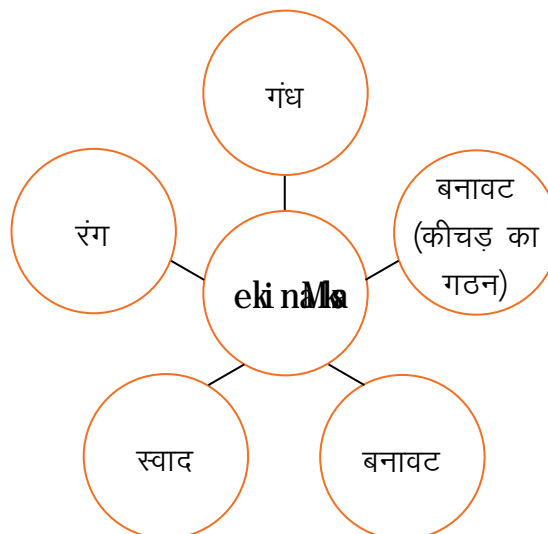 गंध
रंग
बनावट
(कीचड़ का
गठन)
स्वाद
बनावट